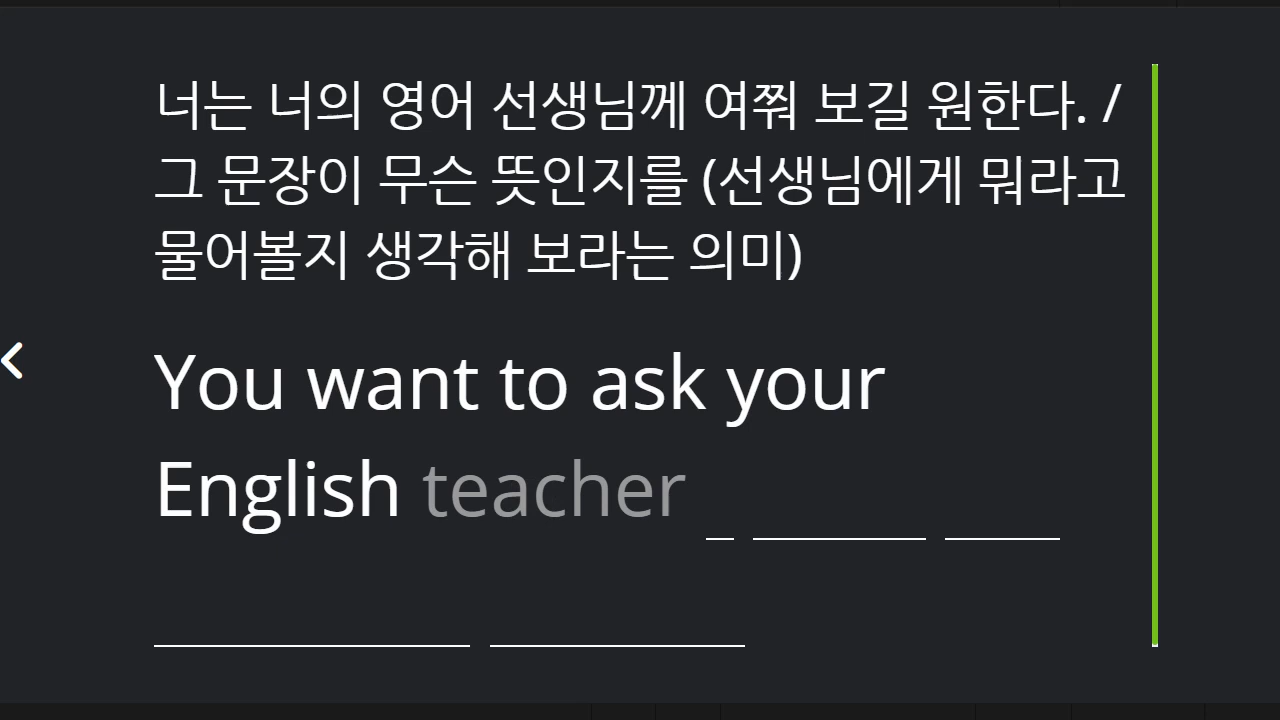 너는 너의 영어 선생님께 여쭤 보길 원한다. /
그 문장이 무슨 뜻인지를 (선생님에게 뭐라고
물어볼지 생각해 보라는 의미)
You want to ask your
English teacher